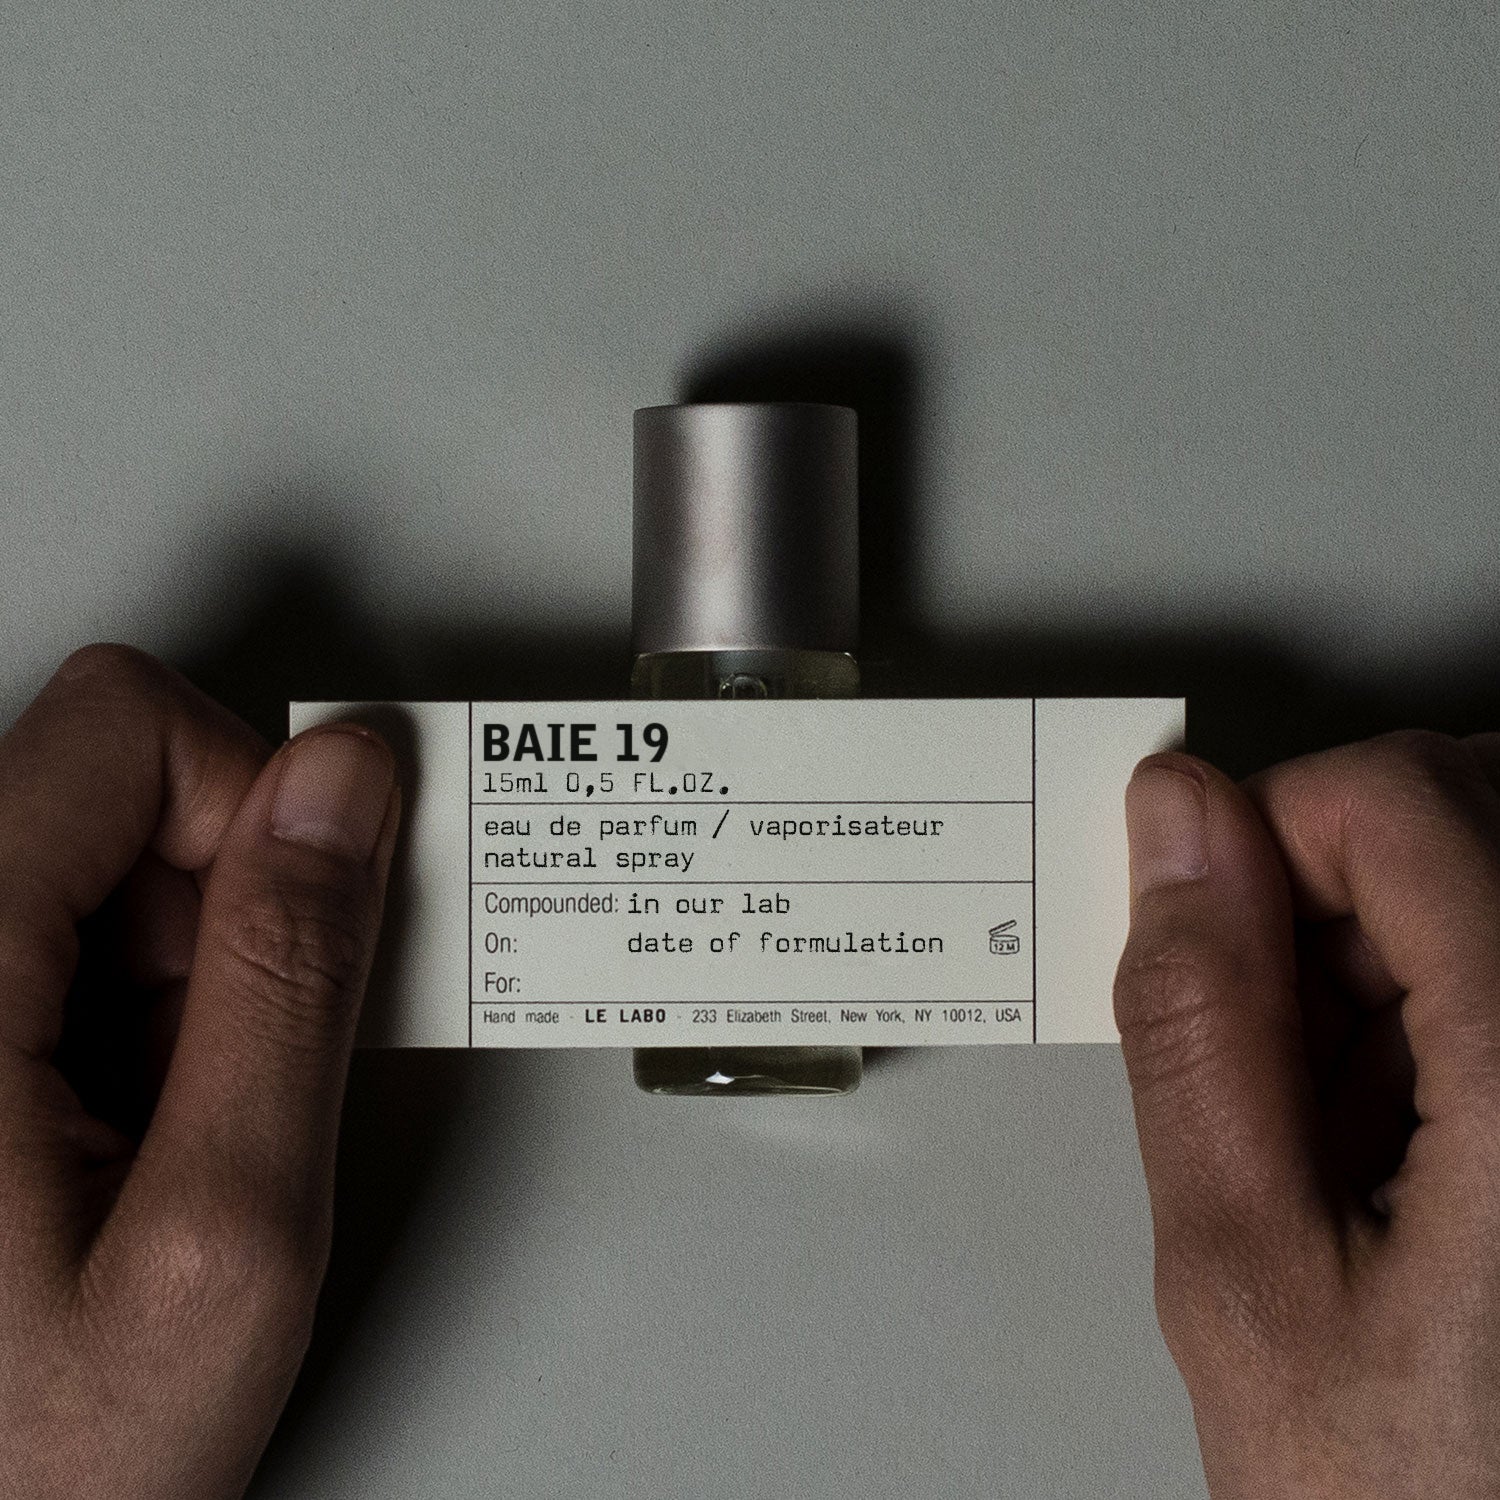 BAIE 19
15ml 0,5 FL.OZ.
eau de parfum / vaporisateur
natural spray
Compounded: in our lab
On: date of formulation
12 M
For:
Hand made - LE LABO - 233 Elizabeth Street, New York, NY 10012, USA